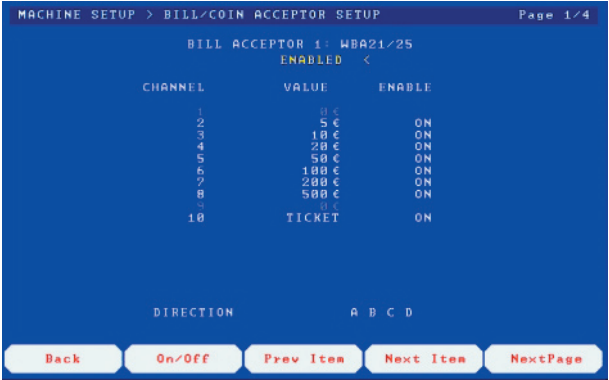 MACHINE SETUP > BILL/COIN ACCEPTOR SETUP Page 1/4
BILL ACCEPTOR 1: WBA21/25
ENABLED <
CHANNEL VALUE ENABLE
1 0 €
2 5 € ON
3 10 € ON
4 20 € ON
5 50 € ON
6 100 € ON
7 200 € ON
8 500 € ON
9 0 €
10 TICKET ON
DIRECTION A B C D
Back On/Off Prev Item Next Item NextPage